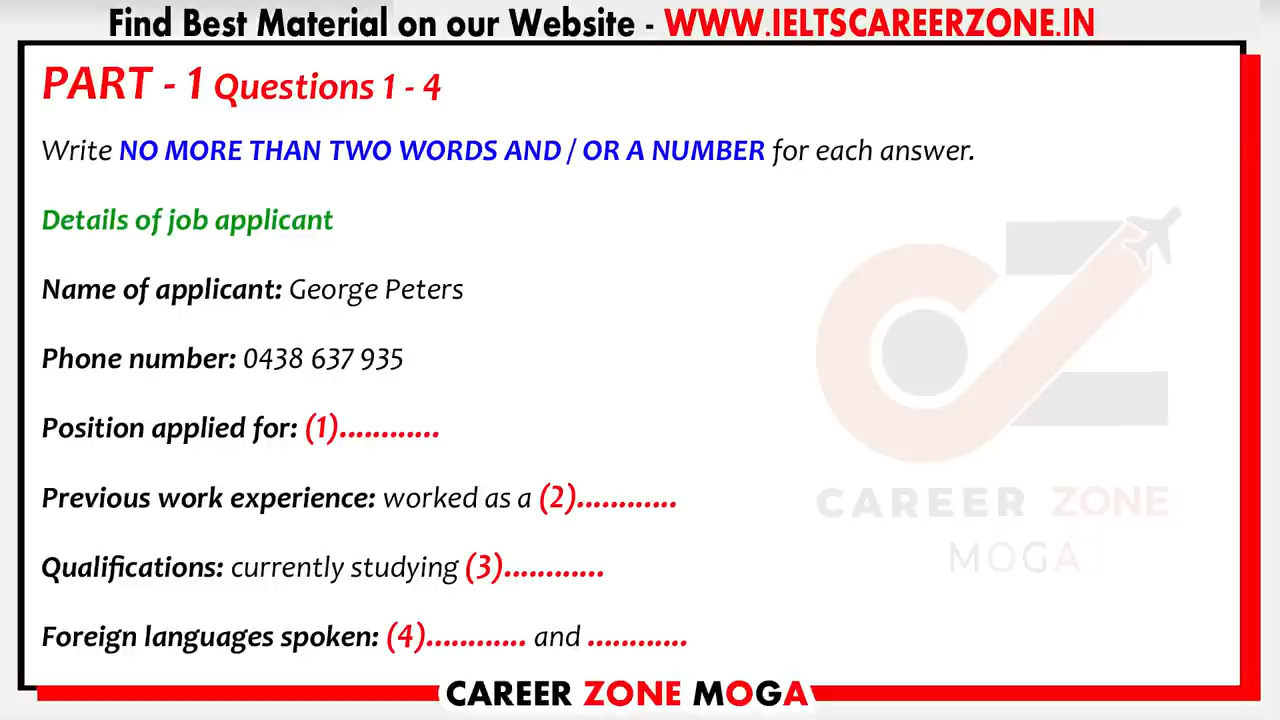 Find Best Material on our Website - WWW.IELTSCAREERZONE.IN
PART - 1 Questions 1 - 4
Write NO MORE THAN TWO WORDS AND / OR A NUMBER for each answer.
Details of job applicant
Name of applicant: George Peters
Phone number: 0438 637 935
Position applied for: (1)............
Previous work experience: worked as a (2)............
Qualifications: currently studying (3)............
Foreign languages spoken: (4)............ and ............
CAREER ZONE
MOGA
CAREER ZONE MOGA